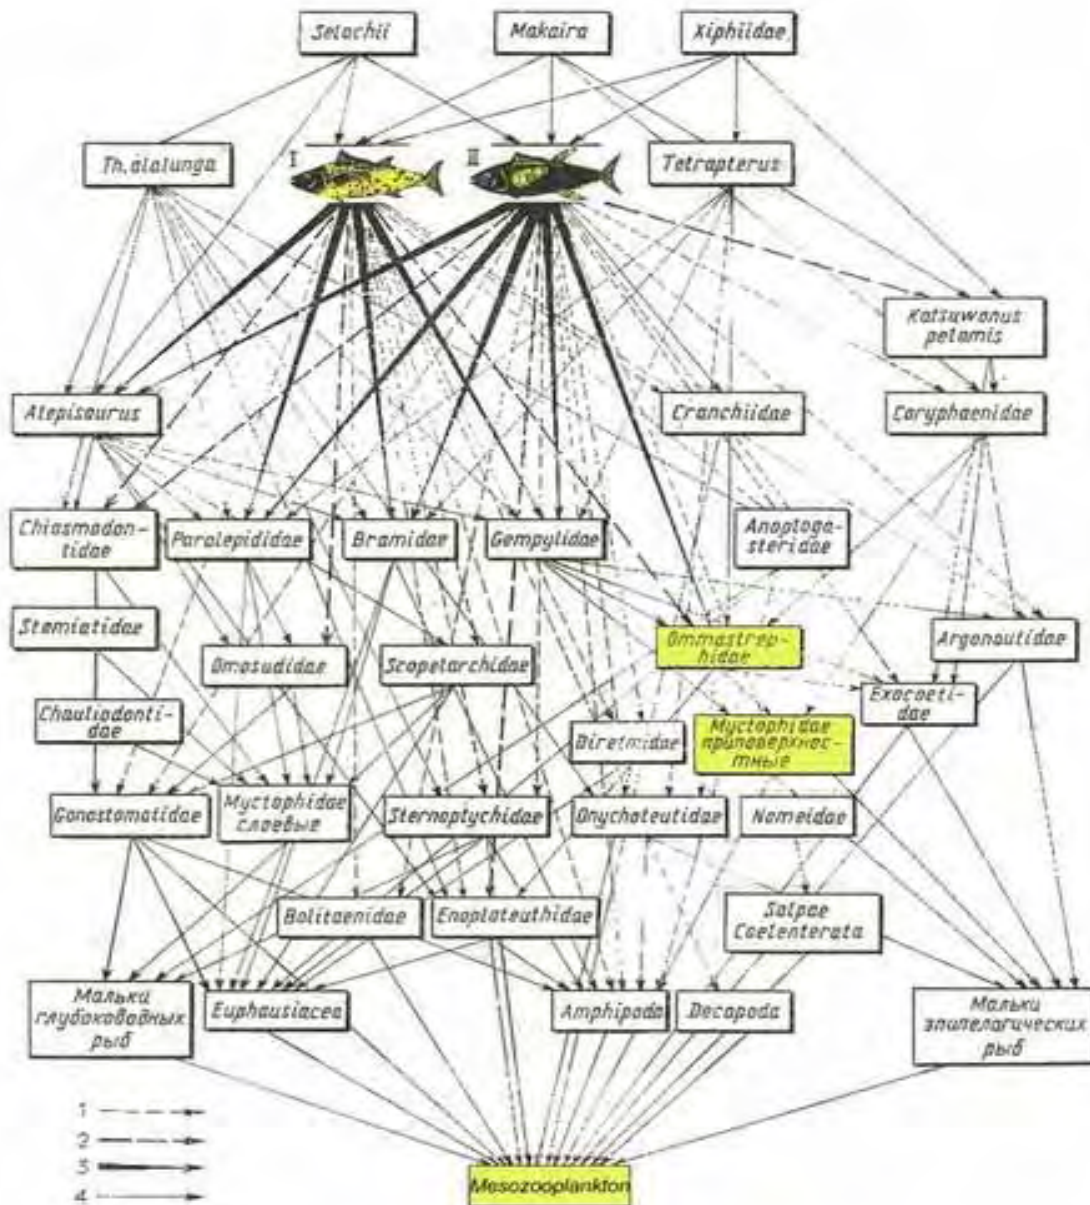 Selachii
Makaira
Xiphiidae
Th. alalunga
I
II
Tetrapterus
Katsuwonus
pelamis
Alepisaurus
Cranchiidae
Coryphaenidae
Chiasmodon-
tidae
Paralepididae
Bramidae
Gempylidae
Anoploga-
steridae
Stomiatidae
Omosudidae
Scopelarchidae
Ommastrep-
hidae
Argonautidae
Chauliodonti-
dae
Diretmidae
Myctophidae
приповерхнос-
тные
Exocoeti-
dae
Gonostomatidae
Myctophidae
слоевые
Sternoptychidae
Onychoteutidae
Nomeidae
Bolitaenidae
Enoploteuthidae
Salpae
Coelenterata
Мальки
глубоководных
рыб
Euphausiacea
Amphipoda
Decapoda
Мальки
эпипелагических
рыб
1
2
3
4
Mesozooplankton